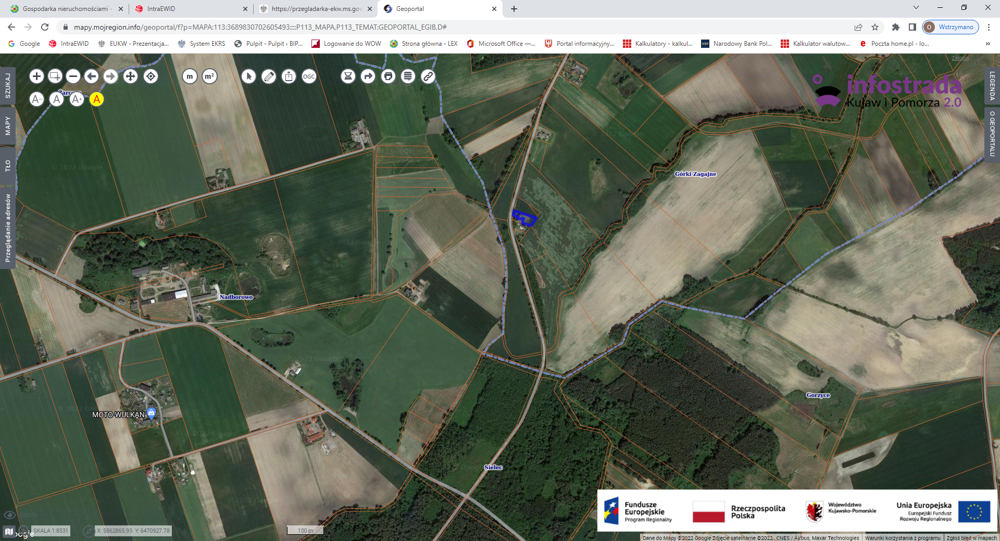 Gospodarka nieruchomościami -
IntraEWID
https://przegladarka-ekw.ms.gov
Geoportal
mapy.mojregion.info/geoportal/f?p=MAPA:113:3689830702605493::::P113_MAPA,P113_TEMAT:GEOPORTAL_EGIB,D#
O
Wstrzymano
Google
IntraEWID
EUKW - Prezentacja...
System EKRS
Pulpit - Pulpit ‹ BIP...
Logowanie do WOW
Strona główna - LEX
Microsoft Office —...
Portal informacyjny...
Kalkulatory - kalkul...
NBP
Narodowy Bank Pol...
Kalkulator walutow...
Poczta home.pl - lo...
»
Zaloguj
SZUKAJ
MAPY
TŁO
Przeglądanie adresów
m
m²
OGC
A-
A
A+
A
LEGENDA
O GEOPORTALU
infostrada
Kujaw i Pomorza 2.0
© 2022 Google
Górki Zagajne
Nadborowo
MOTO-WULKAN
Gorzyce
Sielec
509075
SKALA 1:8531
X: 5862865.95 Y: 6470927.78
100 m
Fundusze
Europejskie
Program Regionalny
Rzeczpospolita
Polska
Województwo
Kujawsko-Pomorskie
Unia Europejska
Europejski Fundusz
Rozwoju Regionalnego
Dane do Mapy ©2022 Google Zdjęcie satelitarne ©2022 , CNES / Airbus, Maxar Technologies
Warunki korzystania z programu
Zgłoś błąd w mapach